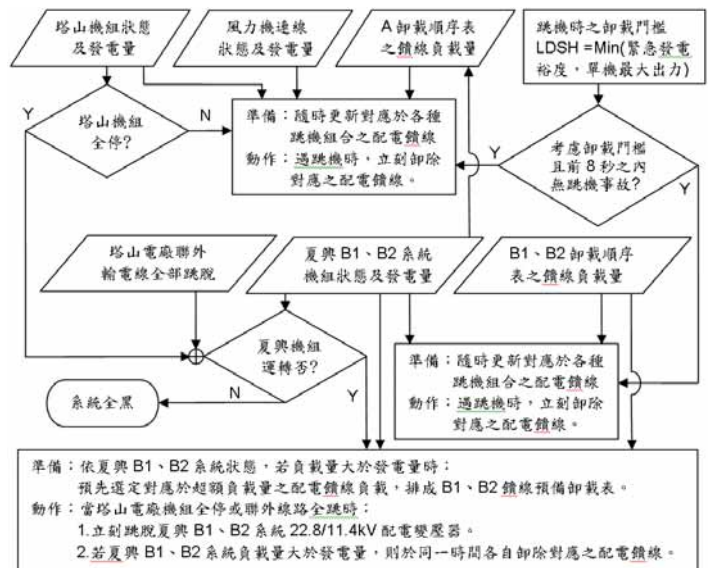 塔山機組狀態
及發電量
風力機連線
狀態及發電量
A 卸載順序表
之饋線負載量
跳機時之卸載門檻
LDSH =Min(緊急發電
裕度，單機最大出力)
Y
塔山機組
全停?
N
準備：隨時更新對應於各種
跳機組合之配電饋線
動作：遇跳機時，立刻卸除
對應之配電饋線。
Y
考慮卸載門檻
且前 8 秒之內
無跳機事故?
Y
塔山電廠聯外
輸電線全部跳脫
夏興 B1、B2 系統
機組狀態及發電量
B1、B2 卸載順序
表之饋線負載量
夏興機組
運轉否?
N
Y
系統全黑
準備：隨時更新對應於各種
跳機組合之配電饋線
動作：遇跳機時，立刻卸除
對應之配電饋線。
準備：依夏興 B1、B2 系統狀態，若負載量大於發電量時：
預先選定對應於超額負載量之配電饋線負載，排成 B1、B2 饋線預備卸載表。
動作：當塔山電廠機組全停或聯外線路全跳時：
1.立刻跳脫夏興 B1、B2 系統 22.8/11.4kV 配電變壓器。
2.若夏興 B1、B2 系統負載量大於發電量，則於同一時間各自卸除對應之配電饋線。